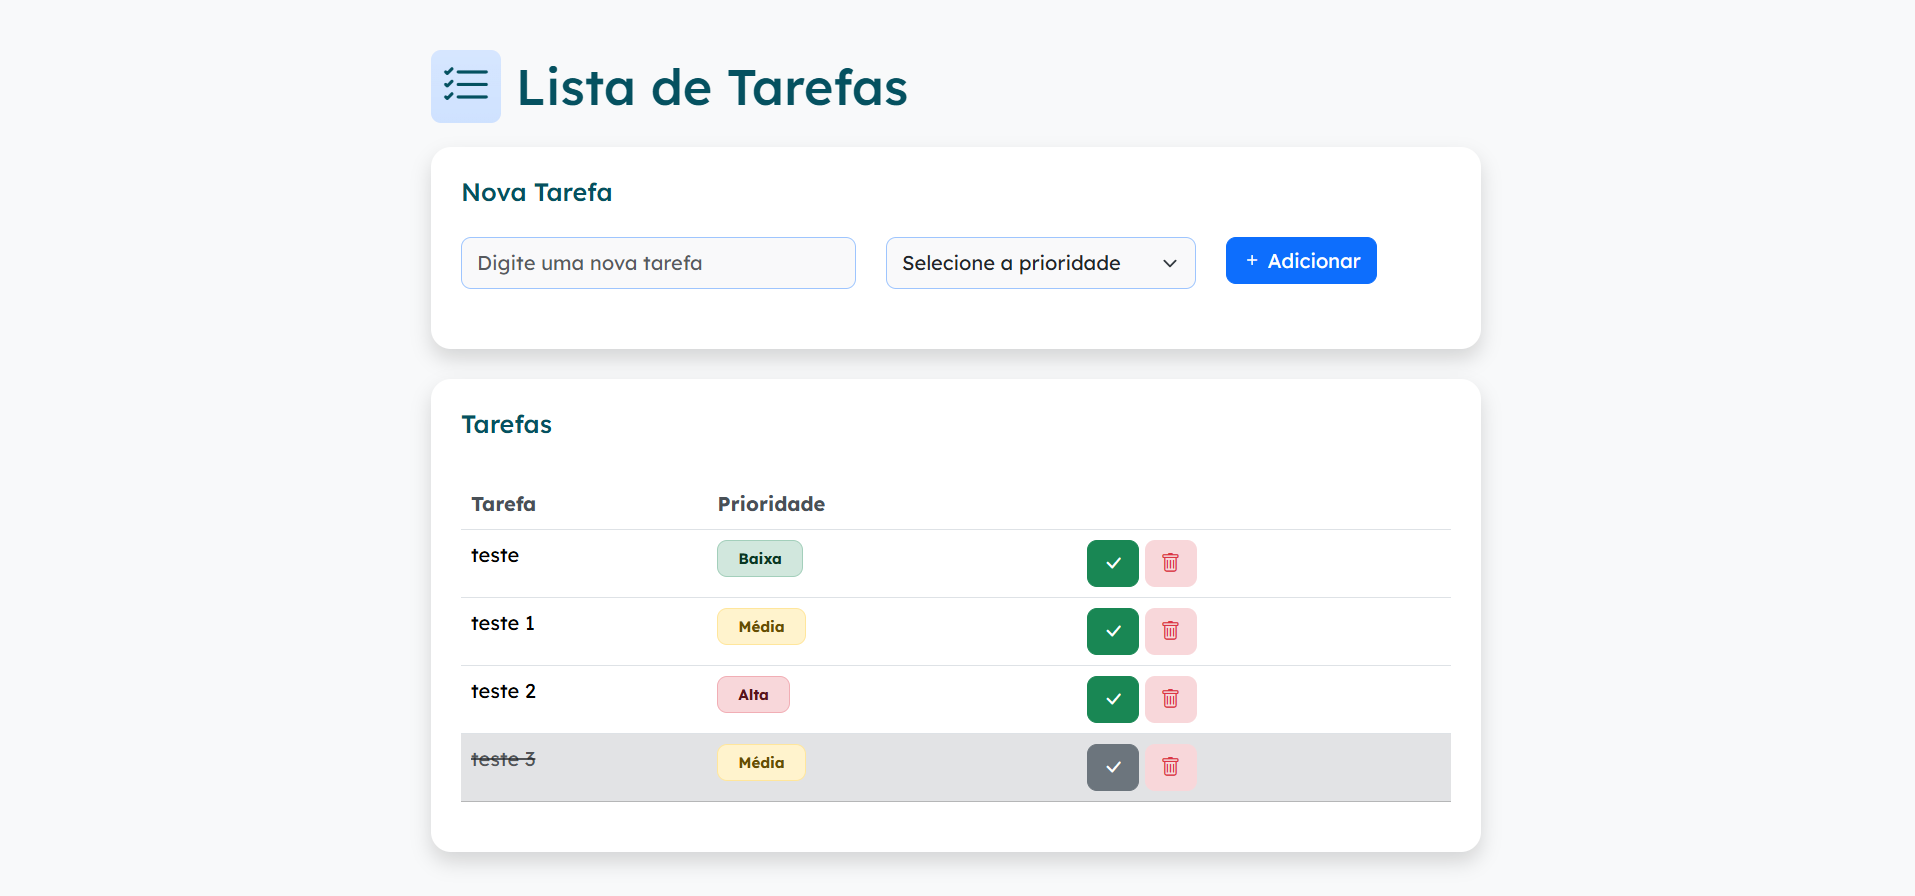 Lista de Tarefas
Nova Tarefa
Digite uma nova tarefa
Selecione a prioridade
+ Adicionar
Tarefas
Tarefa Prioridade
teste Baixa
teste 1 Média
teste 2 Alta
teste 3 Média